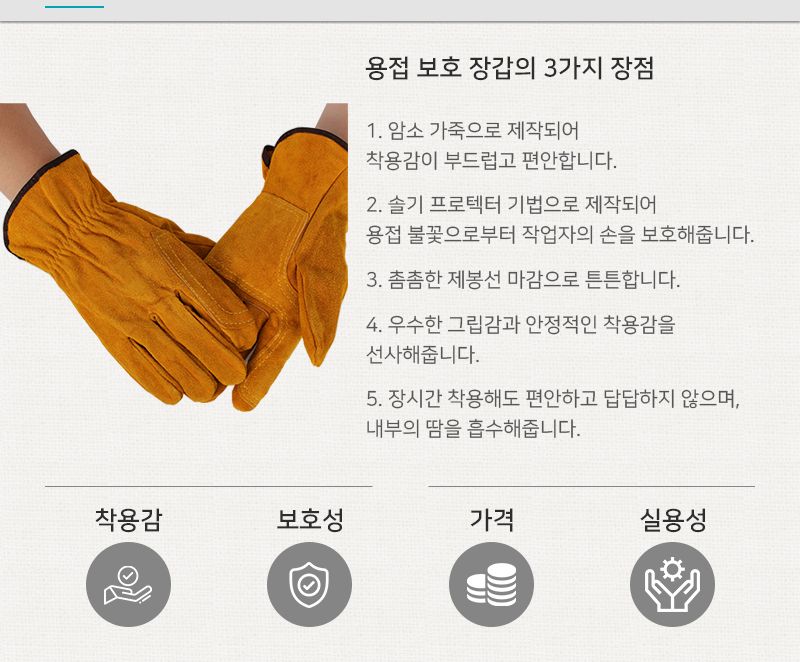 용접 보호 장갑의 3가지 장점
1. 암소 가죽으로 제작되어
착용감이 부드럽고 편안합니다.
2. 솔기 프로텍터 기법으로 제작되어
용접 불꽃으로부터 작업자의 손을 보호해줍니다.
3. 촘촘한 제봉선 마감으로 튼튼합니다.
4. 우수한 그립감과 안정적인 착용감을
선사해줍니다.
5. 장시간 착용해도 편안하고 답답하지 않으며,
내부의 땀을 흡수해줍니다.
착용감 보호성 가격 실용성